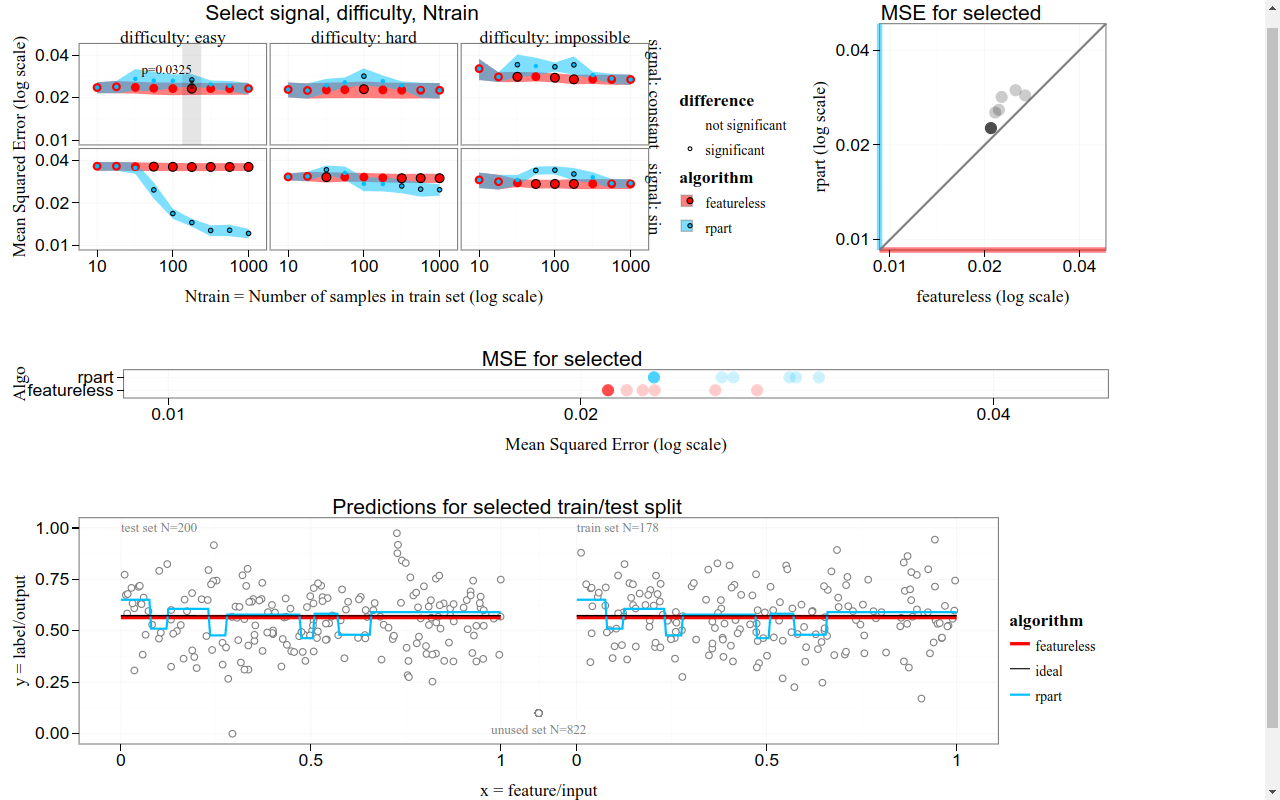 Select signal, difficulty, Ntrain
difficulty: easy
difficulty: hard
difficulty: impossible
Mean Squared Error (log scale)
0.04
0.02
0.01
0.04
0.02
0.01
p=0.0325
signal: constant
signal: sin
10
100
1000
10
100
1000
10
100
1000
Ntrain = Number of samples in train set (log scale)
difference
not significant
significant
algorithm
featureless
rpart
MSE for selected
rpart (log scale)
0.04
0.02
0.01
0.01
0.02
0.04
featureless (log scale)
MSE for selected
Algo
rpart
featureless
0.01
0.02
0.04
Mean Squared Error (log scale)
Predictions for selected train/test split
y = label/output
1.00
0.75
0.50
0.25
0.00
test set N=200
train set N=178
unused set N=822
0
0.5
1
0
0.5
1
x = feature/input
algorithm
featureless
ideal
rpart